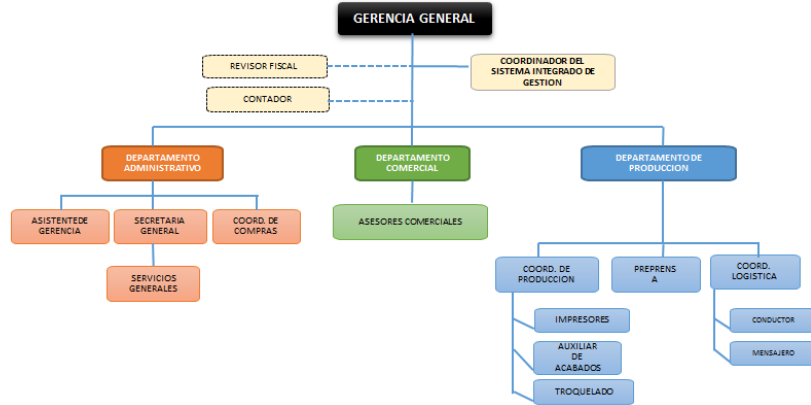 GERENCIA GENERAL
REVISOR FISCAL
COORDINADOR DEL
SISTEMA INTEGRADO DE
GESTION
CONTADOR
DEPARTAMENTO
ADMINISTRATIVO
DEPARTAMENTO
COMERCIAL
DEPARTAMENTO DE
PRODUCCION
ASISTENTEDE
GERENCIA
SECRETARIA
GENERAL
COORD. DE
COMPRAS
ASESORES COMERCIALES
SERVICIOS
GENERALES
COORD. DE
PRODUCCION
PREPRENS
A
COORD.
LOGISTICA
IMPRESORES
AUXILIAR
DE
ACABADOS
TROQUELADO
CONDUCTOR
MENSAJERO